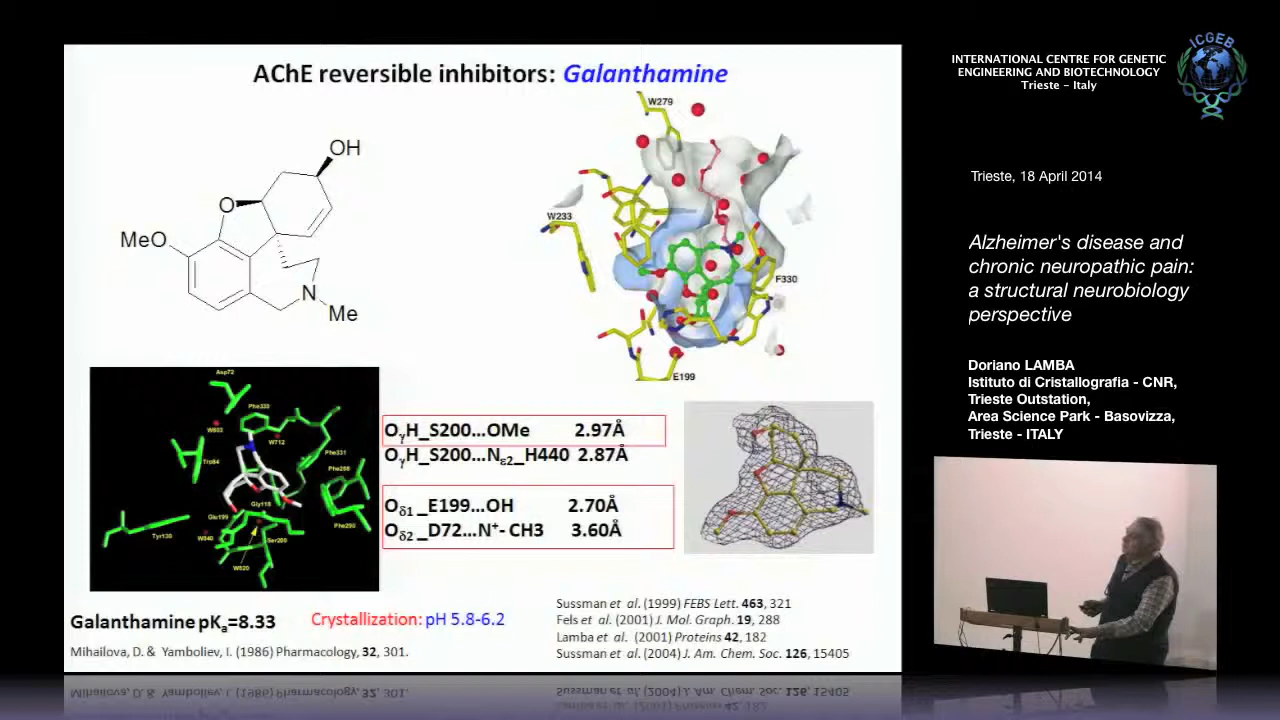 AChE reversible inhibitors: Galanthamine
OH
O
MeO
N
Me
W279
W233
F330
E199
Asp72
Phe330
W803
W712
Trp84
Phe331
Phe288
Gly118
Glu199
Phe290
Tyr130
W840
Ser200
W820
OγH_S200...OMe 2.97Å
OγH_S200...Nε2_H440 2.87Å
Oδ1_E199...OH 2.70Å
Oδ2_D72...N+- CH3 3.60Å
Galanthamine pKa=8.33
Crystallization: pH 5.8-6.2
Mihailova, D. & Yamboliev, I. (1986) Pharmacology, 32, 301.
Sussman et al. (1999) FEBS Lett. 463, 321
Fels et al. (2001) J. Mol. Graph. 19, 288
Lamba et al. (2001) Proteins 42, 182
Sussman et al. (2004) J. Am. Chem. Soc. 126, 15405
INTERNATIONAL CENTRE FOR GENETIC
ENGINEERING AND BIOTECHNOLOGY
Trieste - Italy
ICGEB
Trieste, 18 April 2014
Alzheimer's disease and
chronic neuropathic pain:
a structural neurobiology
perspective
Doriano LAMBA
Istituto di Cristallografia - CNR,
Trieste Outstation,
Area Science Park - Basovizza,
Trieste - ITALY